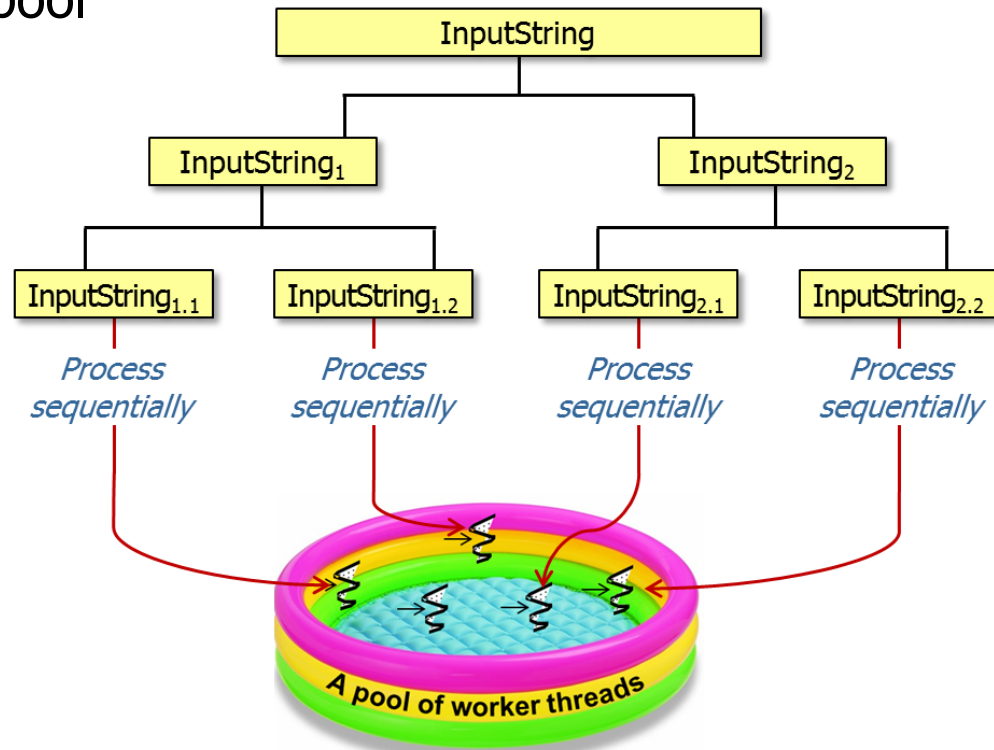 pool
InputString
InputString₁
InputString₂
InputString₁.₁
InputString₁.₂
InputString₂.₁
InputString₂.₂
Process
sequentially
Process
sequentially
Process
sequentially
Process
sequentially
A pool of worker threads